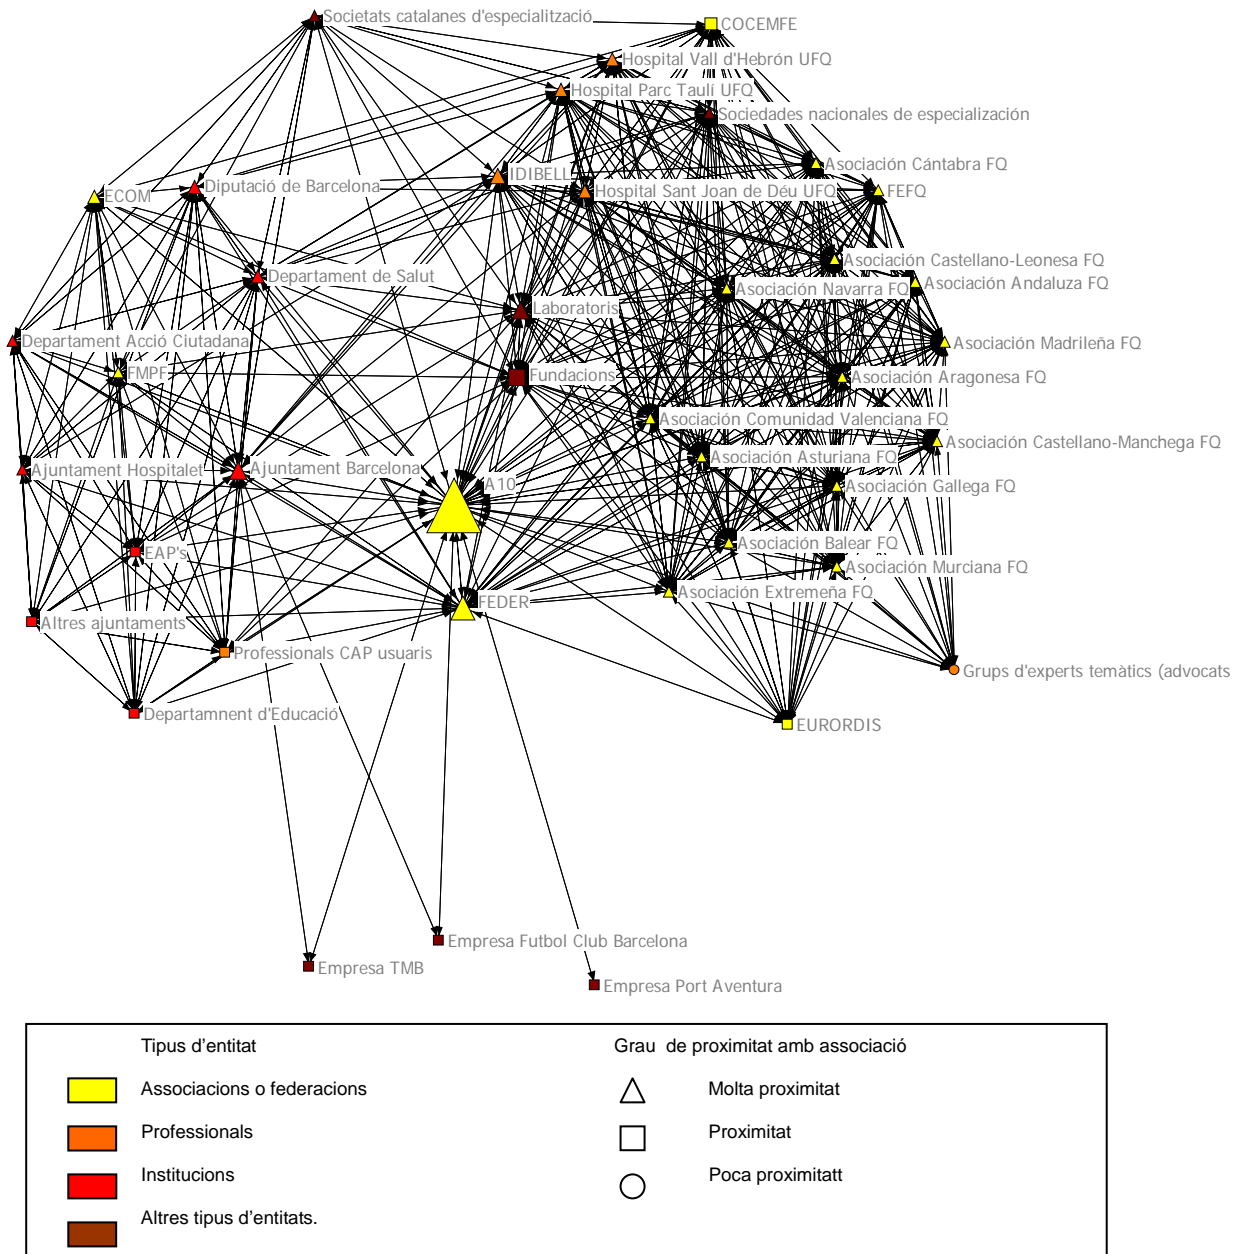 Societats catalanes d'especialització
COCEMFE
Hospital Vall d'Hebrón UFQ
Hospital Parc Taulí UFQ
Sociedades nacionales de especialización
Asociación Cántabra FQ
IDIBELL
Diputació de Barcelona
Hospital Sant Joan de Déu UFQ
FEFQ
ECOM
Asociación Castellano-Leonesa FQ
Departament de Salut
Asociación Andaluza FQ
Asociación Navarra FQ
Laboratoris
Departament Acció Ciutadana
Asociación Madrileña FQ
FMPF
Fundacions
Asociación Aragonesa FQ
Asociación Comunidad Valenciana FQ
Asociación Castellano-Manchega FQ
Asociación Asturiana FQ
Ajuntament Hospitalet
Ajuntament Barcelona
A10
Asociación Gallega FQ
Asociación Balear FQ
EAP's
Asociación Murciana FQ
Asociación Extremeña FQ
FEDER
Altres ajuntaments
Professionals CAP usuaris
Grups d'experts temàtics (advocats
Departamnent d'Educació
EURORDIS
Empresa Futbol Club Barcelona
Empresa TMB
Empresa Port Aventura
Tipus d'entitat
Grau de proximitat amb associació
Associacions o federacions
Molta proximitat
Professionals
Proximitat
Institucions
Poca proximitatt
Altres tipus d'entitats.